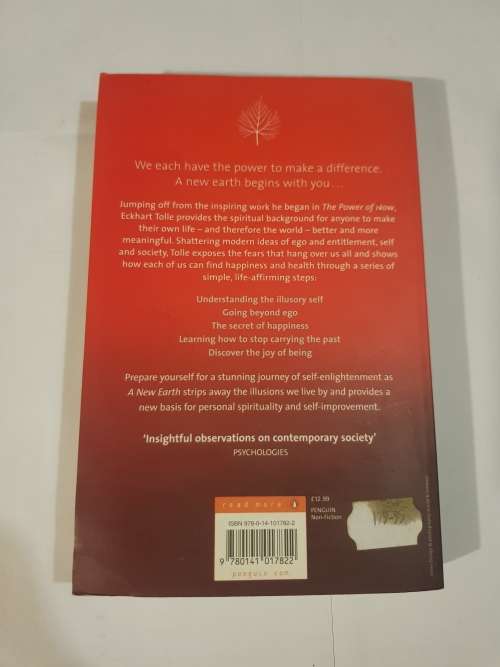 We each have the power to make a difference.
A new earth begins with you…
Jumping off from the inspiring work he began in The Power of Now,
Eckhart Tolle provides the spiritual background for anyone to make
their own life – and therefore the world – better and more
meaningful. Shattering modern ideas of ego and entitlement, self
and society, Tolle exposes the fears that hang over us all and shows
how each of us can find happiness and health through a series of
simple, life-affirming steps:
Understanding the illusory self
Going beyond ego
The secret of happiness
Learning how to stop carrying the past
Discover the joy of being
Prepare yourself for a stunning journey of self-enlightenment as
A New Earth strips away the illusions we live by and provides a
new basis for personal spirituality and self-improvement.
‘Insightful observations on contemporary society’
PSYCHOLOGIES
read more
£12.99
PENGUIN
Non-fiction
ISBN 978-0-14-101782-2
9 780141 017822
penguin.com